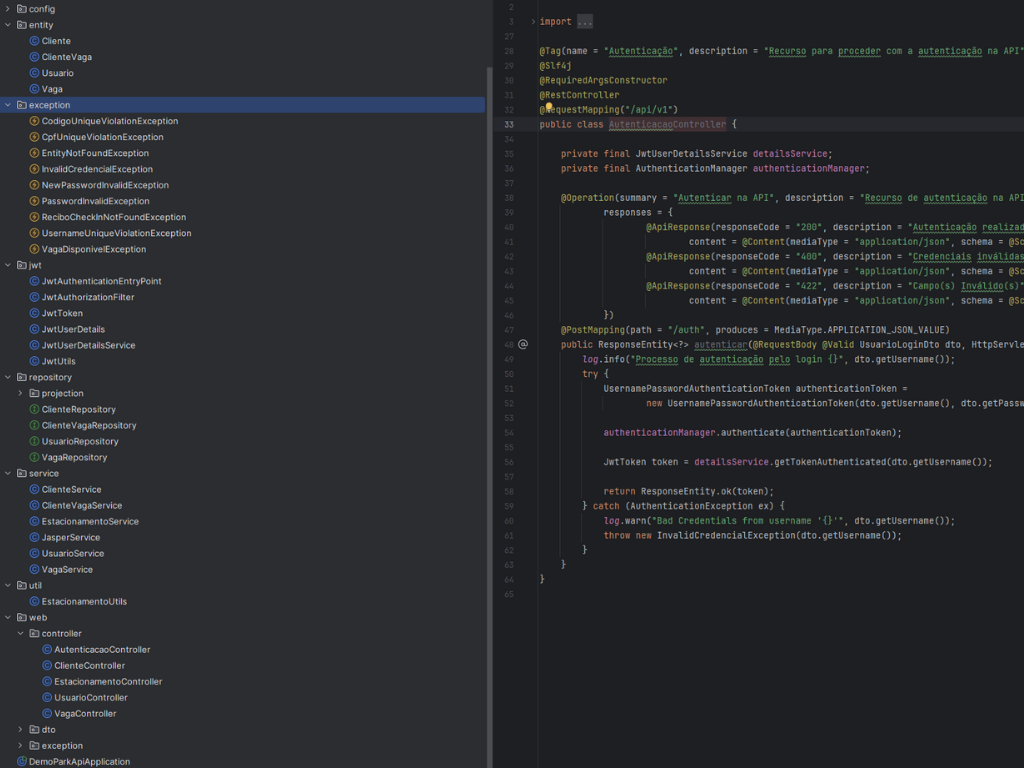 config
entity
Cliente
ClienteVaga
Usuario
Vaga
exception
CodigoUniqueViolationException
CpfUniqueViolationException
EntityNotFoundException
InvalidCredencialException
NewPasswordInvalidException
PasswordInvalidException
ReciboCheckInNotFoundException
UsernameUniqueViolationException
VagaDisponivelException
jwt
JwtAuthenticationEntryPoint
JwtAuthorizationFilter
JwtToken
JwtUserDetails
JwtUserDetailsService
JwtUtils
repository
projection
ClienteRepository
ClienteVagaRepository
UsuarioRepository
VagaRepository
service
ClienteService
ClienteVagaService
EstacionamentoService
JasperService
UsuarioService
VagaService
util
EstacionamentoUtils
web
controller
AutenticacaoController
ClienteController
EstacionamentoController
UsuarioController
VagaController
dto
exception
DemoParkApiApplication
2
3 import ...
27
28 @Tag(name = "Autenticação", description = "Recurso para proceder com a autenticação na API"
29 @Slf4j
30 @RequiredArgsConstructor
31 @RestController
32 @RequestMapping("/api/v1")
33 public class AutenticacaoController {
34
35 private final JwtUserDetailsService detailsService;
36 private final AuthenticationManager authenticationManager;
37
38 @Operation(summary = "Autenticar na API", description = "Recurso de autenticação na API
39 responses = {
40 @ApiResponse(responseCode = "200", description = "Autenticação realizad
41 content = @Content(mediaType = "application/json", schema = @Sc
42 @ApiResponse(responseCode = "400", description = "Credenciais inválidas
43 content = @Content(mediaType = "application/json", schema = @Sc
44 @ApiResponse(responseCode = "422", description = "Campo(s) Inválido(s)"
45 content = @Content(mediaType = "application/json", schema = @Sc
46 })
47 @PostMapping(path = "/auth", produces = MediaType.APPLICATION_JSON_VALUE)
48 public ResponseEntity<?> autenticar(@RequestBody @Valid UsuarioLoginDto dto, HttpServle
49 log.info("Processo de autenticação pelo login {}", dto.getUsername());
50 try {
51 UsernamePasswordAuthenticationToken authenticationToken =
52 new UsernamePasswordAuthenticationToken(dto.getUsername(), dto.getPassw
53
54 authenticationManager.authenticate(authenticationToken);
55
56 JwtToken token = detailsService.getTokenAuthenticated(dto.getUsername());
57
58 return ResponseEntity.ok(token);
59 } catch (AuthenticationException ex) {
60 log.warn("Bad Credentials from username '{}'", dto.getUsername());
61 throw new InvalidCredencialException(dto.getUsername());
62 }
63 }
64 }
65